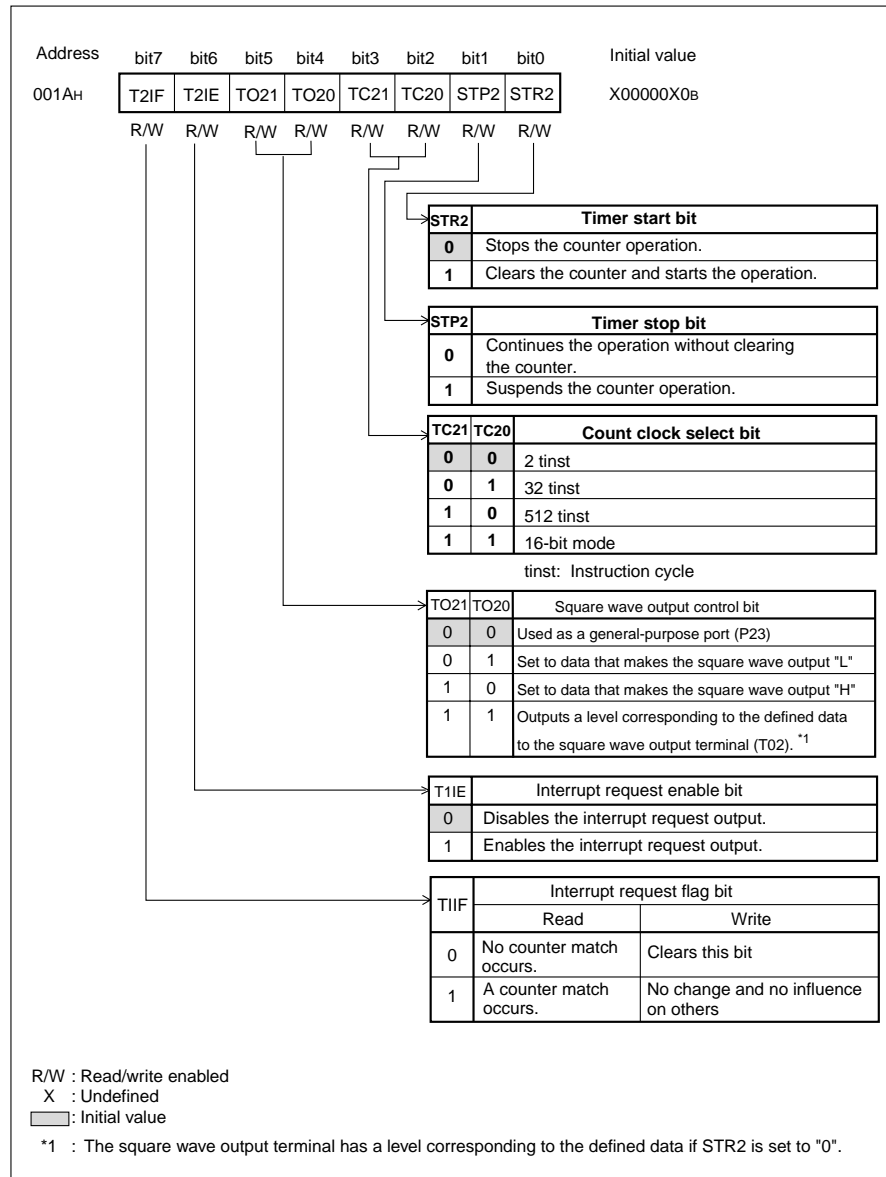 Address bit7 bit6 bit5 bit4 bit3 bit2 bit1 bit0 Initial value
001AH T2IF T2IE TO21 TO20 TC21 TC20 STP2 STR2 X00000X0B
R/W R/W R/W R/W R/W R/W R/W R/W
STR2 Timer start bit
0 Stops the counter operation.
1 Clears the counter and starts the operation.
STP2 Timer stop bit
0 Continues the operation without clearing
the counter.
1 Suspends the counter operation.
TC21 TC20 Count clock select bit
0 0 2 tinst
0 1 32 tinst
1 0 512 tinst
1 1 16-bit mode
tinst: Instruction cycle
TO21 TO20 Square wave output control bit
0 0 Used as a general-purpose port (P23)
0 1 Set to data that makes the square wave output "L"
1 0 Set to data that makes the square wave output "H"
1 1 Outputs a level corresponding to the defined data
to the square wave output terminal (T02). *1
T1IE Interrupt request enable bit
0 Disables the interrupt request output.
1 Enables the interrupt request output.
TIIF Interrupt request flag bit
Read Write
0 No counter match
occurs.
Clears this bit
1 A counter match
occurs.
No change and no influence
on others
R/W : Read/write enabled
X : Undefined
: Initial value
*1 : The square wave output terminal has a level corresponding to the defined data if STR2 is set to "0".